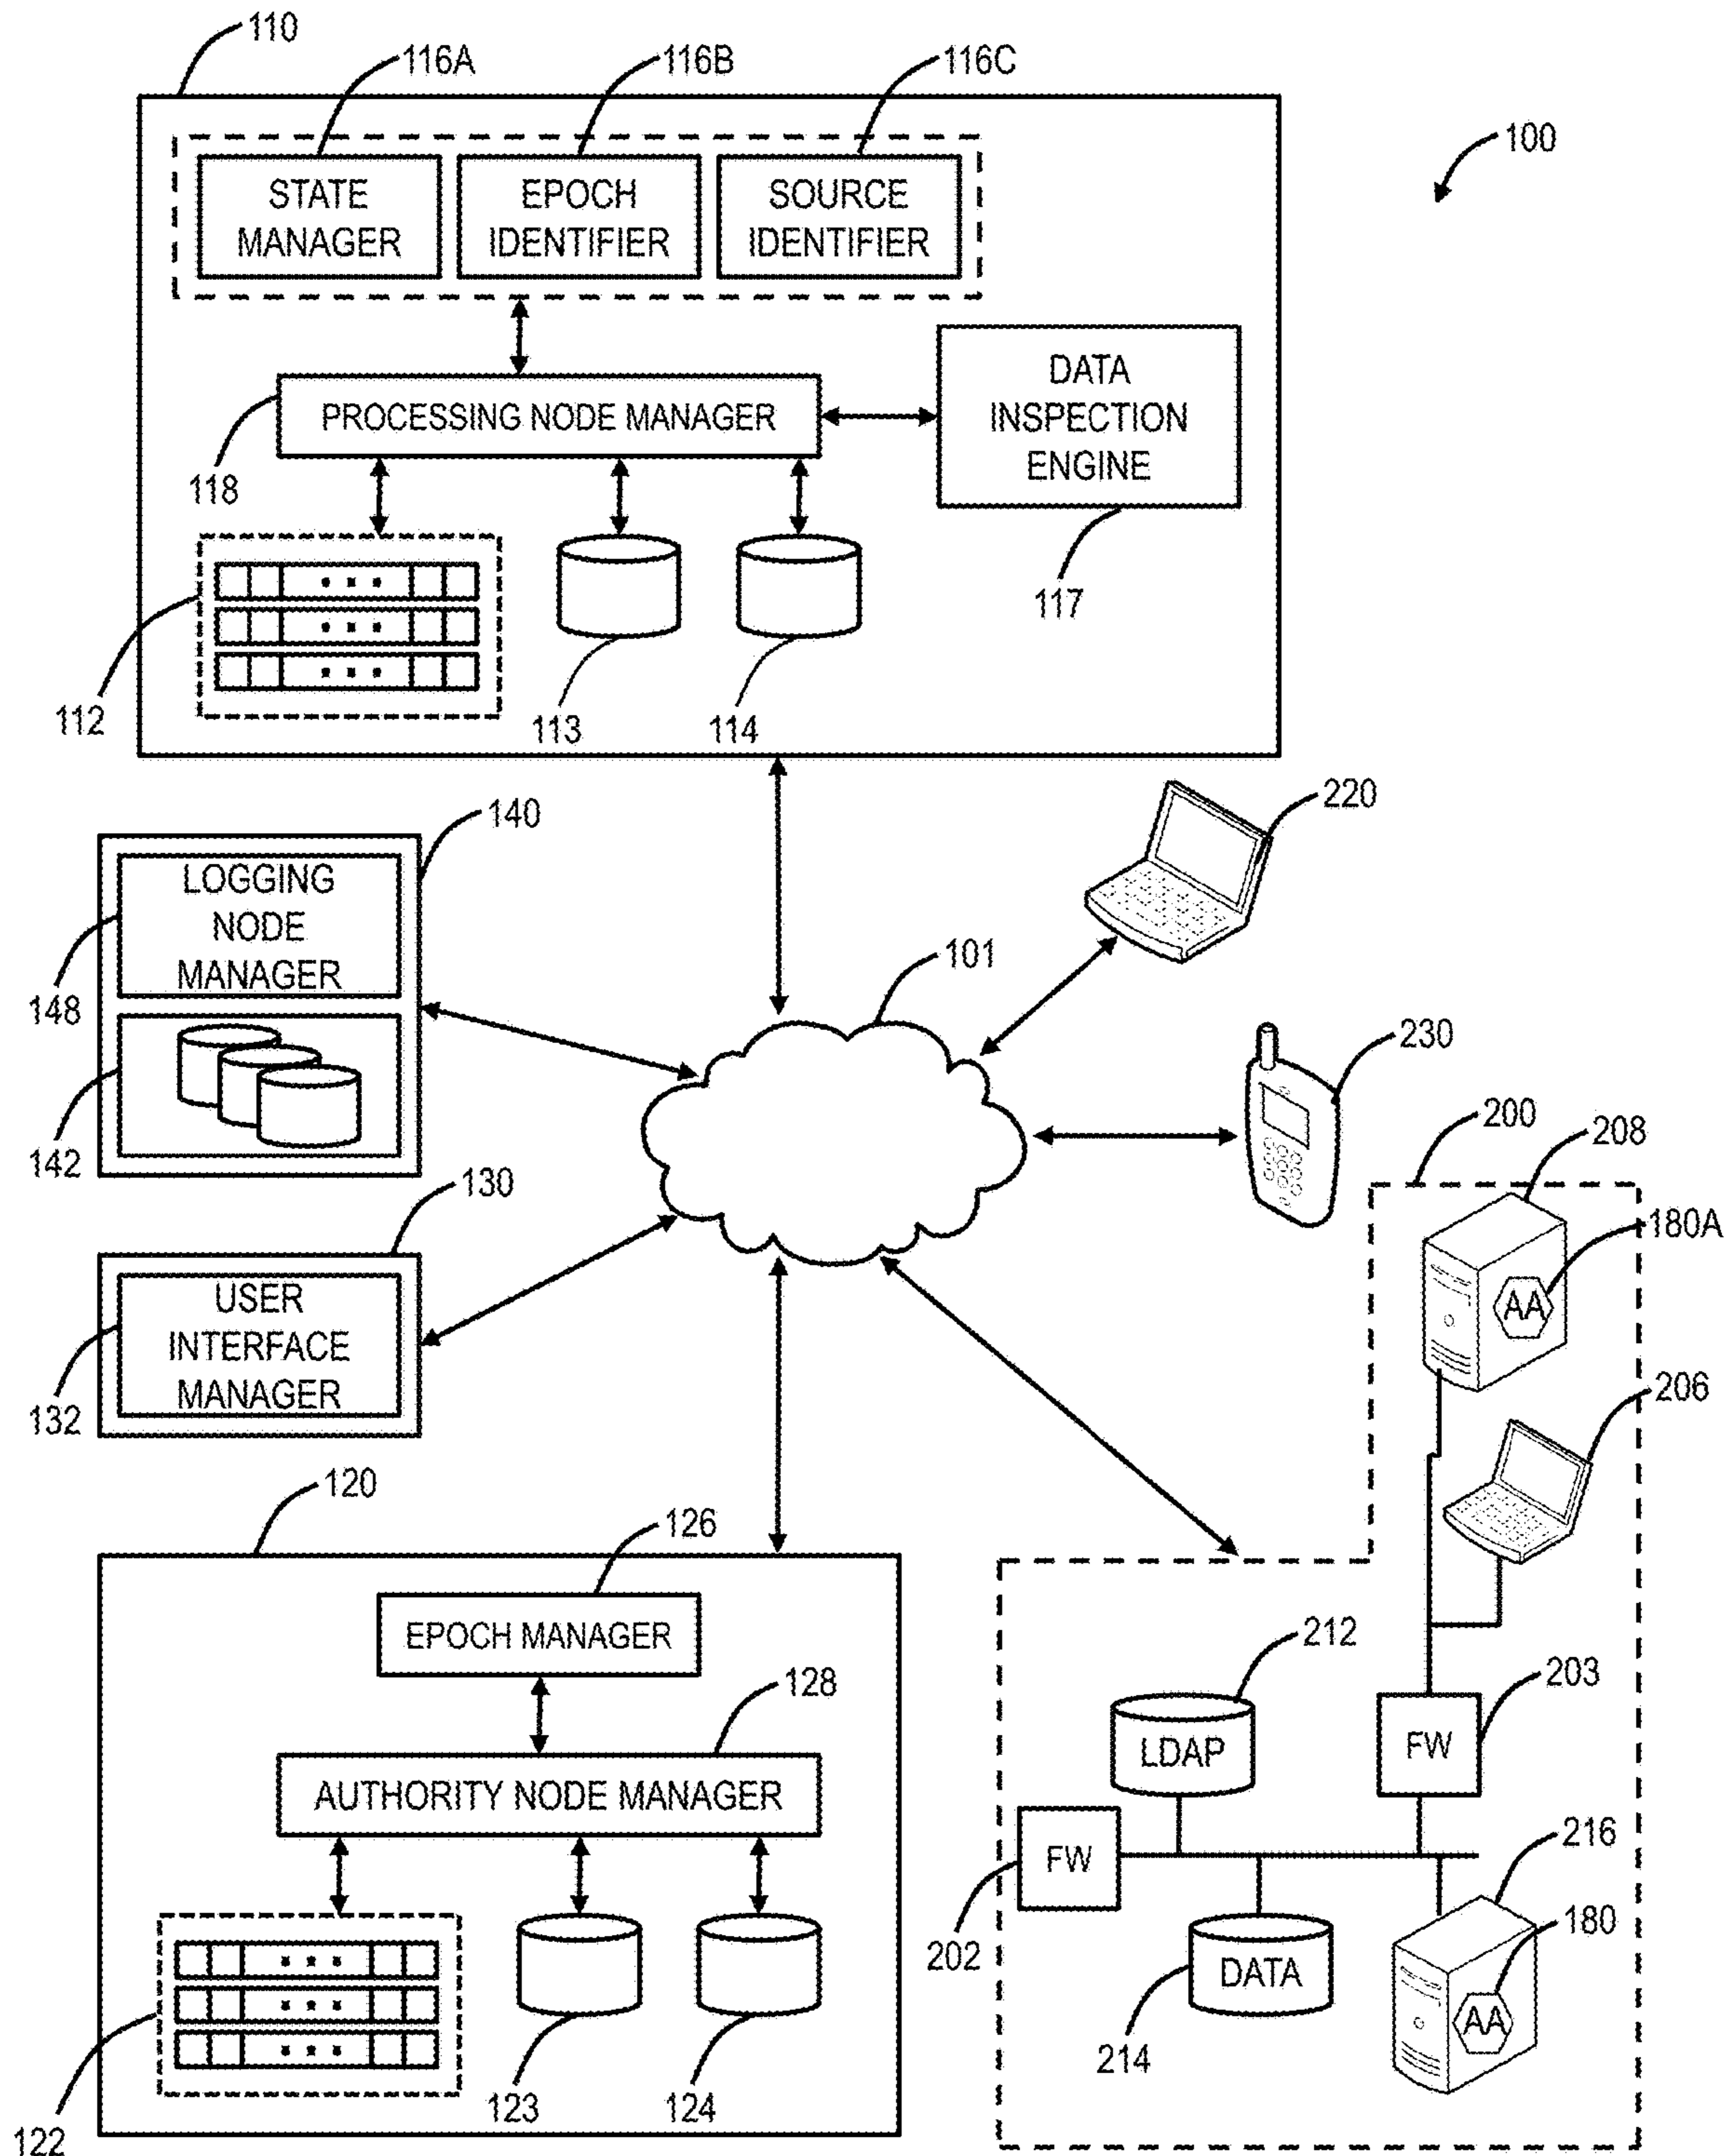 110
116A
116B
116C
100
STATE
MANAGER
EPOCH
IDENTIFIER
SOURCE
IDENTIFIER
DATA
INSPECTION
ENGINE
PROCESSING NODE MANAGER
118
117
112
113
114
140
220
LOGGING
NODE
MANAGER
148
101
230
142
200
208
130
180A
USER
INTERFACE
MANAGER
132
AA
206
120
126
EPOCH MANAGER
212
128
203
LDAP
FW
AUTHORITY NODE MANAGER
216
FW
180
202
DATA
AA
214
123
124
122